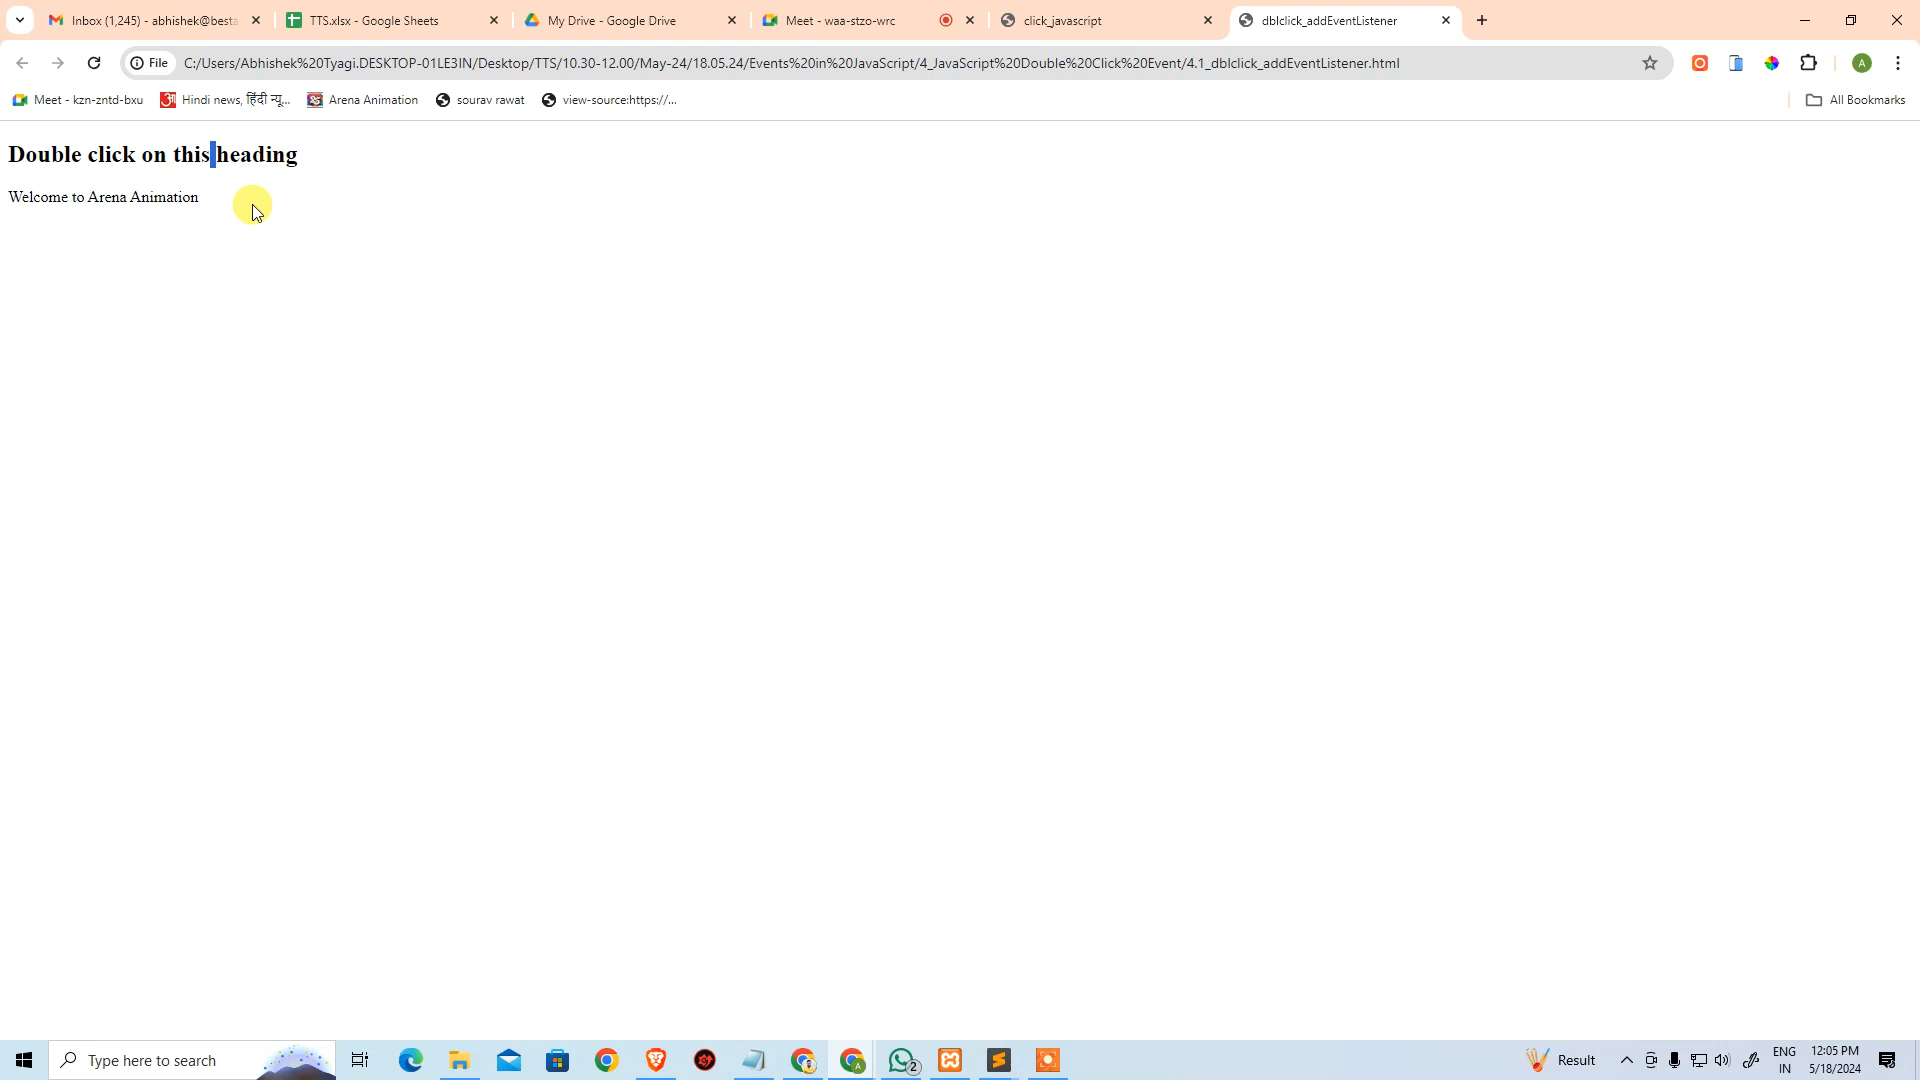 Inbox (1,245) - abhishek@besta
TTS.xlsx - Google Sheets
My Drive - Google Drive
Meet - waa-stzo-wrc
click_javascript
dblclick_addEventListener
File
C:/Users/Abhishek%20Tyagi.DESKTOP-01LE3IN/Desktop/TTS/10.30-12.00/May-24/18.05.24/Events%20in%20JavaScript/4_JavaScript%20Double%20Click%20Event/4.1_dblclick_addEventListener.html
A
Meet - kzn-zntd-bxu
Hindi news, हिंदी न्यू...
Arena Animation
sourav rawat
view-source:https://...
All Bookmarks
Double click on this heading
Welcome to Arena Animation
Type here to search
A
2
Result
ENG
IN
12:05 PM
5/18/2024